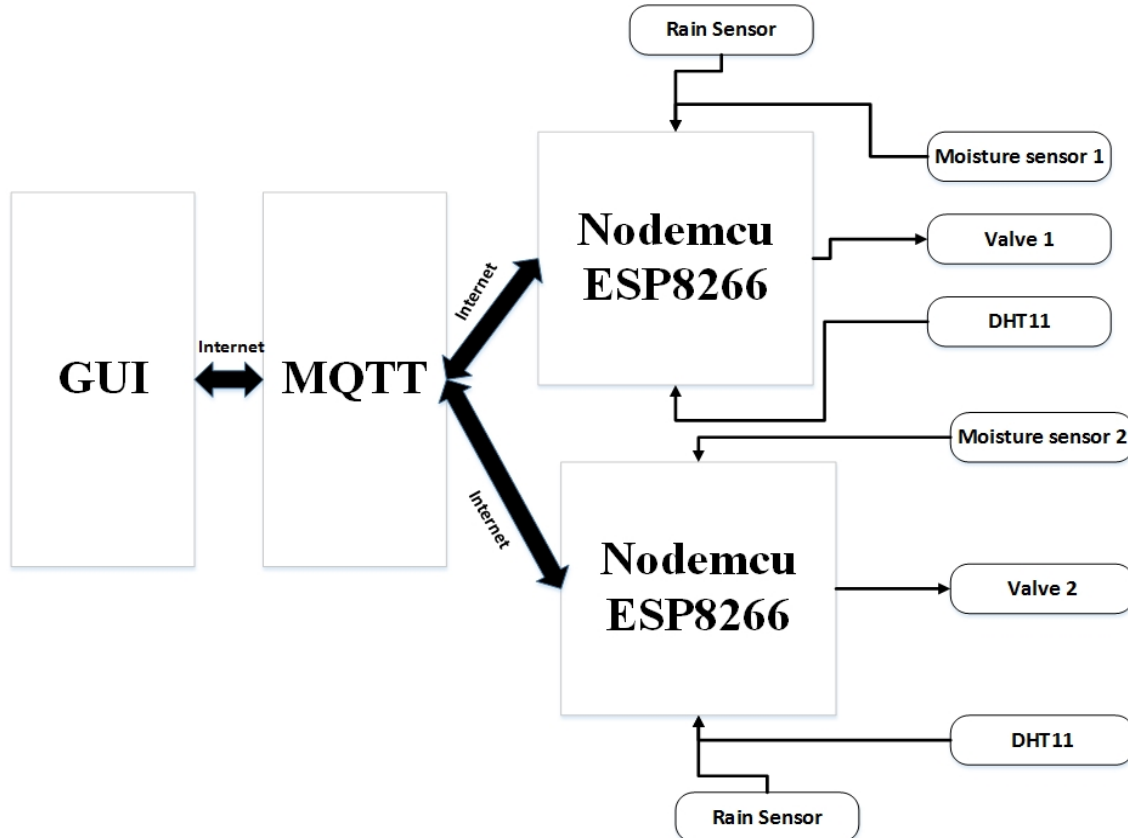 Rain Sensor
Moisture sensor 1
Nodemcu
ESP8266
Valve 1
DHT11
Internet
Internet
GUI
MQTT
Internet
Moisture sensor 2
Nodemcu
ESP8266
Valve 2
DHT11
Rain Sensor